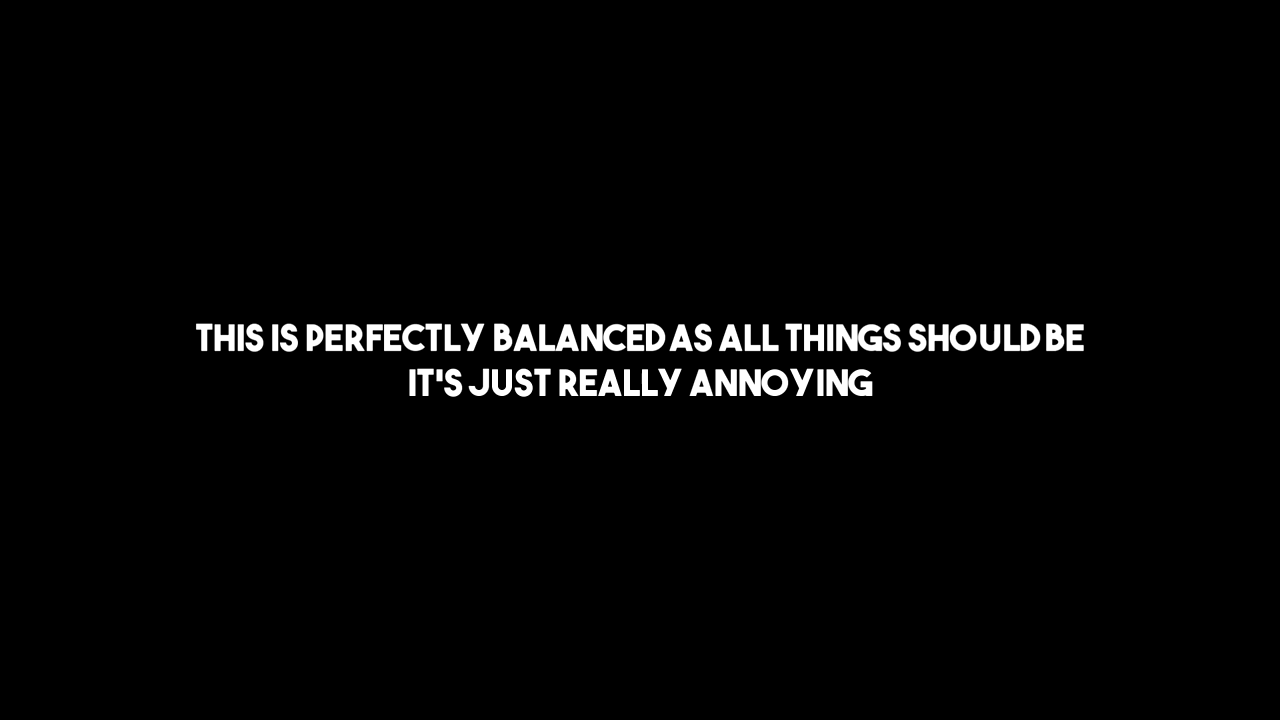 THIS IS PERFECTLY BALANCED AS ALL THINGS SHOULD BE
IT'S JUST REALLY ANNOYING